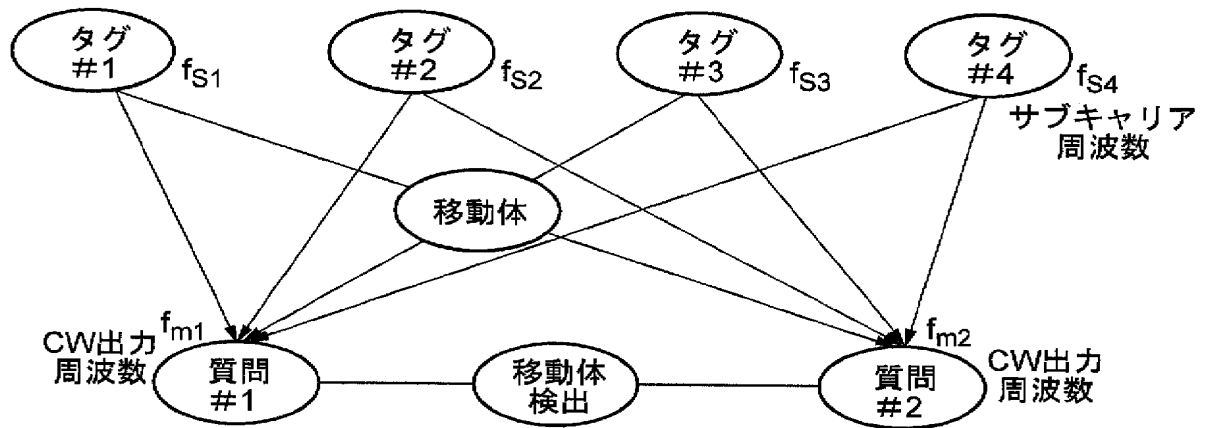 タグ
#1
fS1
タグ
#2
fS2
タグ
#3
fS3
タグ
#4
fS4
サブキャリア
周波数
移動体
fm1
CW出力
周波数
質問
#1
移動体
検出
fm2
質問
#2
CW出力
周波数